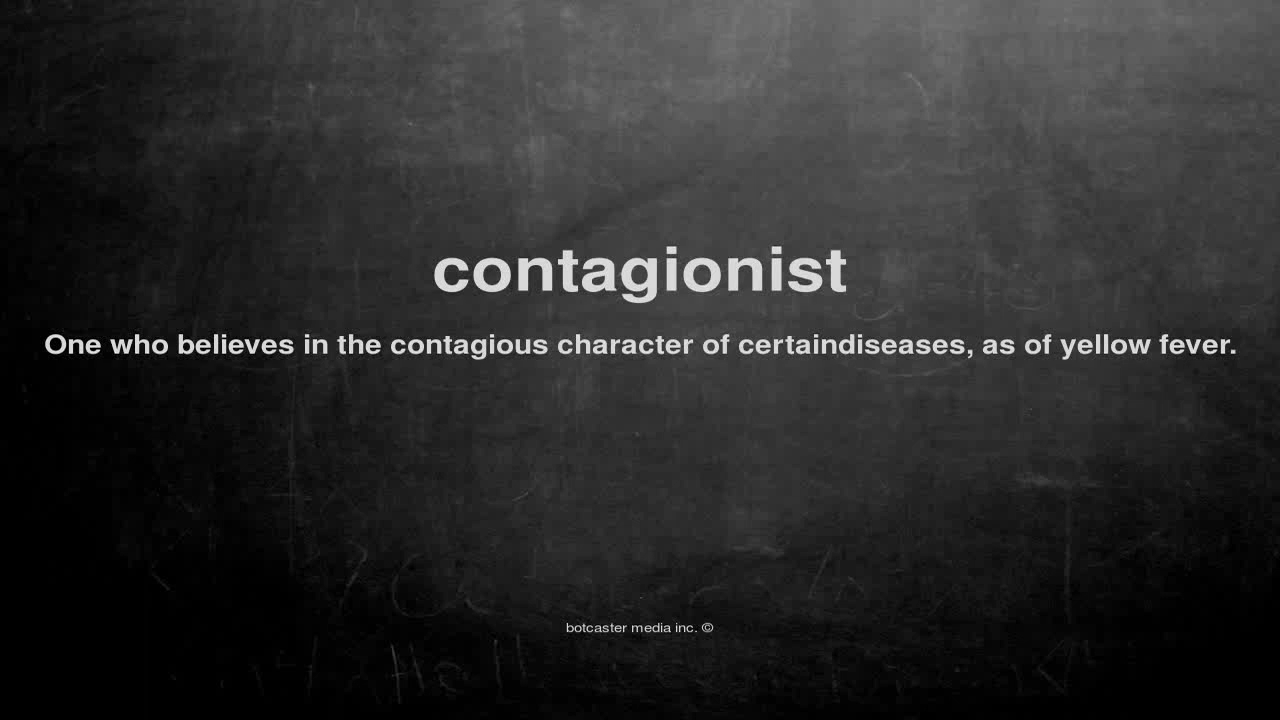 contagionist
One who believes in the contagious character of certaindiseases, as of yellow fever.
botcaster media inc. ©